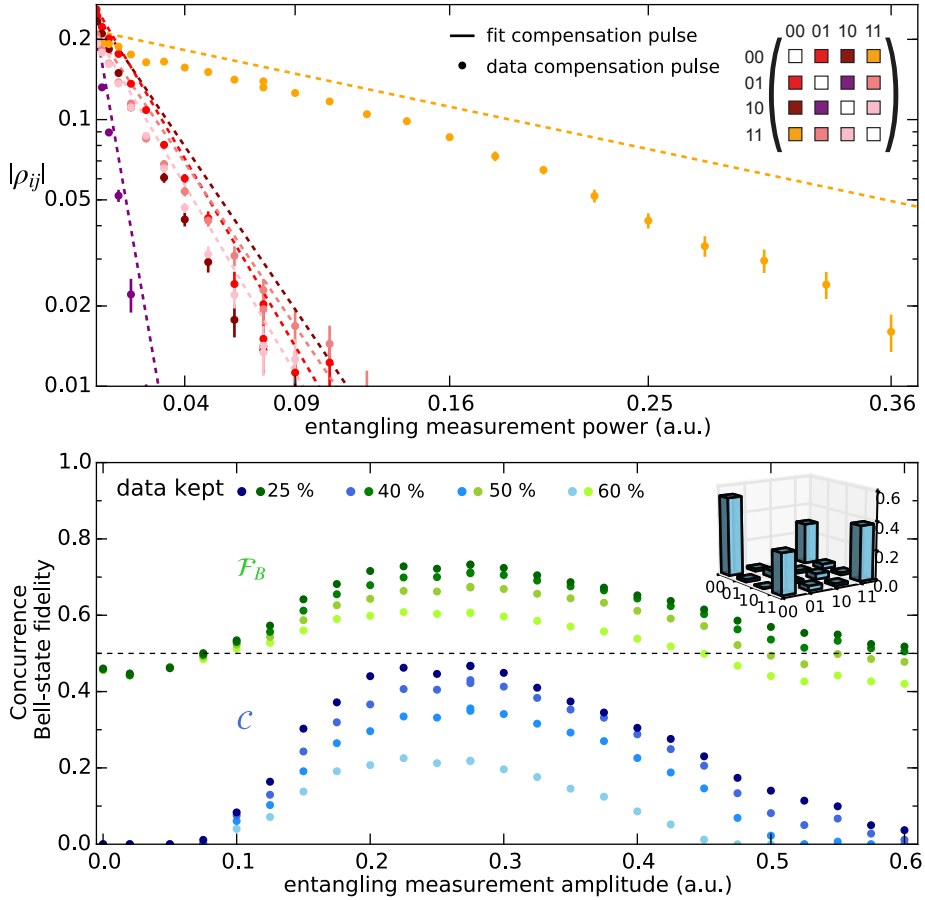 0.2
0.1
0.05
0.02
0.01
|ρij|
fit compensation pulse
data compensation pulse
00 01 10 11
00
01
10
11
0.04 0.09 0.16 0.25 0.36
entangling measurement power (a.u.)
1.0
0.8
0.6
0.4
0.2
0.0
Concurrence
Bell-state fidelity
data kept 25 % 40 % 50 % 60 %
ℱB
𝒞
0.6
0.4
0.2
0.0
00 01 10 11
00 01 10 11
0.0 0.1 0.2 0.3 0.4 0.5 0.6
entangling measurement amplitude (a.u.)